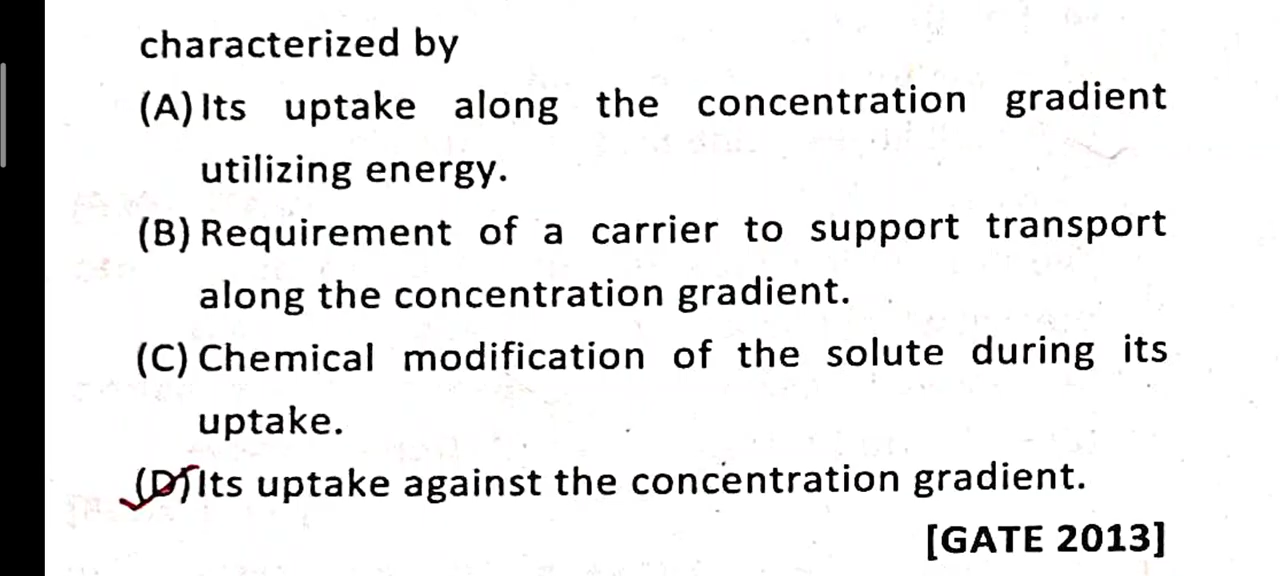 characterized by
(A) Its uptake along the concentration gradient
utilizing energy.
(B) Requirement of a carrier to support transport
along the concentration gradient.
(C) Chemical modification of the solute during its
uptake.
(D) Its uptake against the concentration gradient.
[GATE 2013]